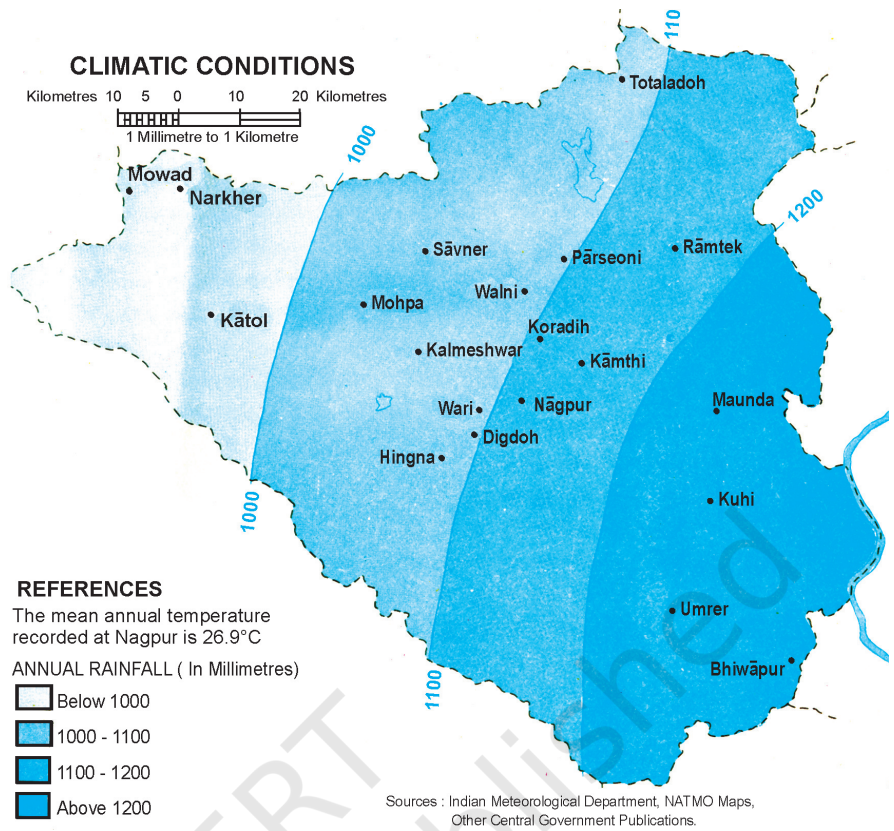 CLIMATIC CONDITIONS
Kilometres 10 5 0 10 20 Kilometres
1 Millimetre to 1 Kilometre
110
1000
1200
Totaladoh
Mowad
Narkher
Sāvner
Pārseoni
Rāmtek
Mohpa
Walni
Kātol
Koradih
Kalmeshwar
Kāmthi
Wari
Nāgpur
Maunda
Digdoh
Hingna
1000
Kuhi
Umrer
Bhiwāpur
1100
REFERENCES
The mean annual temperature
recorded at Nagpur is 26.9°C
ANNUAL RAINFALL ( In Millimetres)
Below 1000
1000 - 1100
1100 - 1200
Above 1200
Sources : Indian Meteorological Department, NATMO Maps,
Other Central Government Publications.